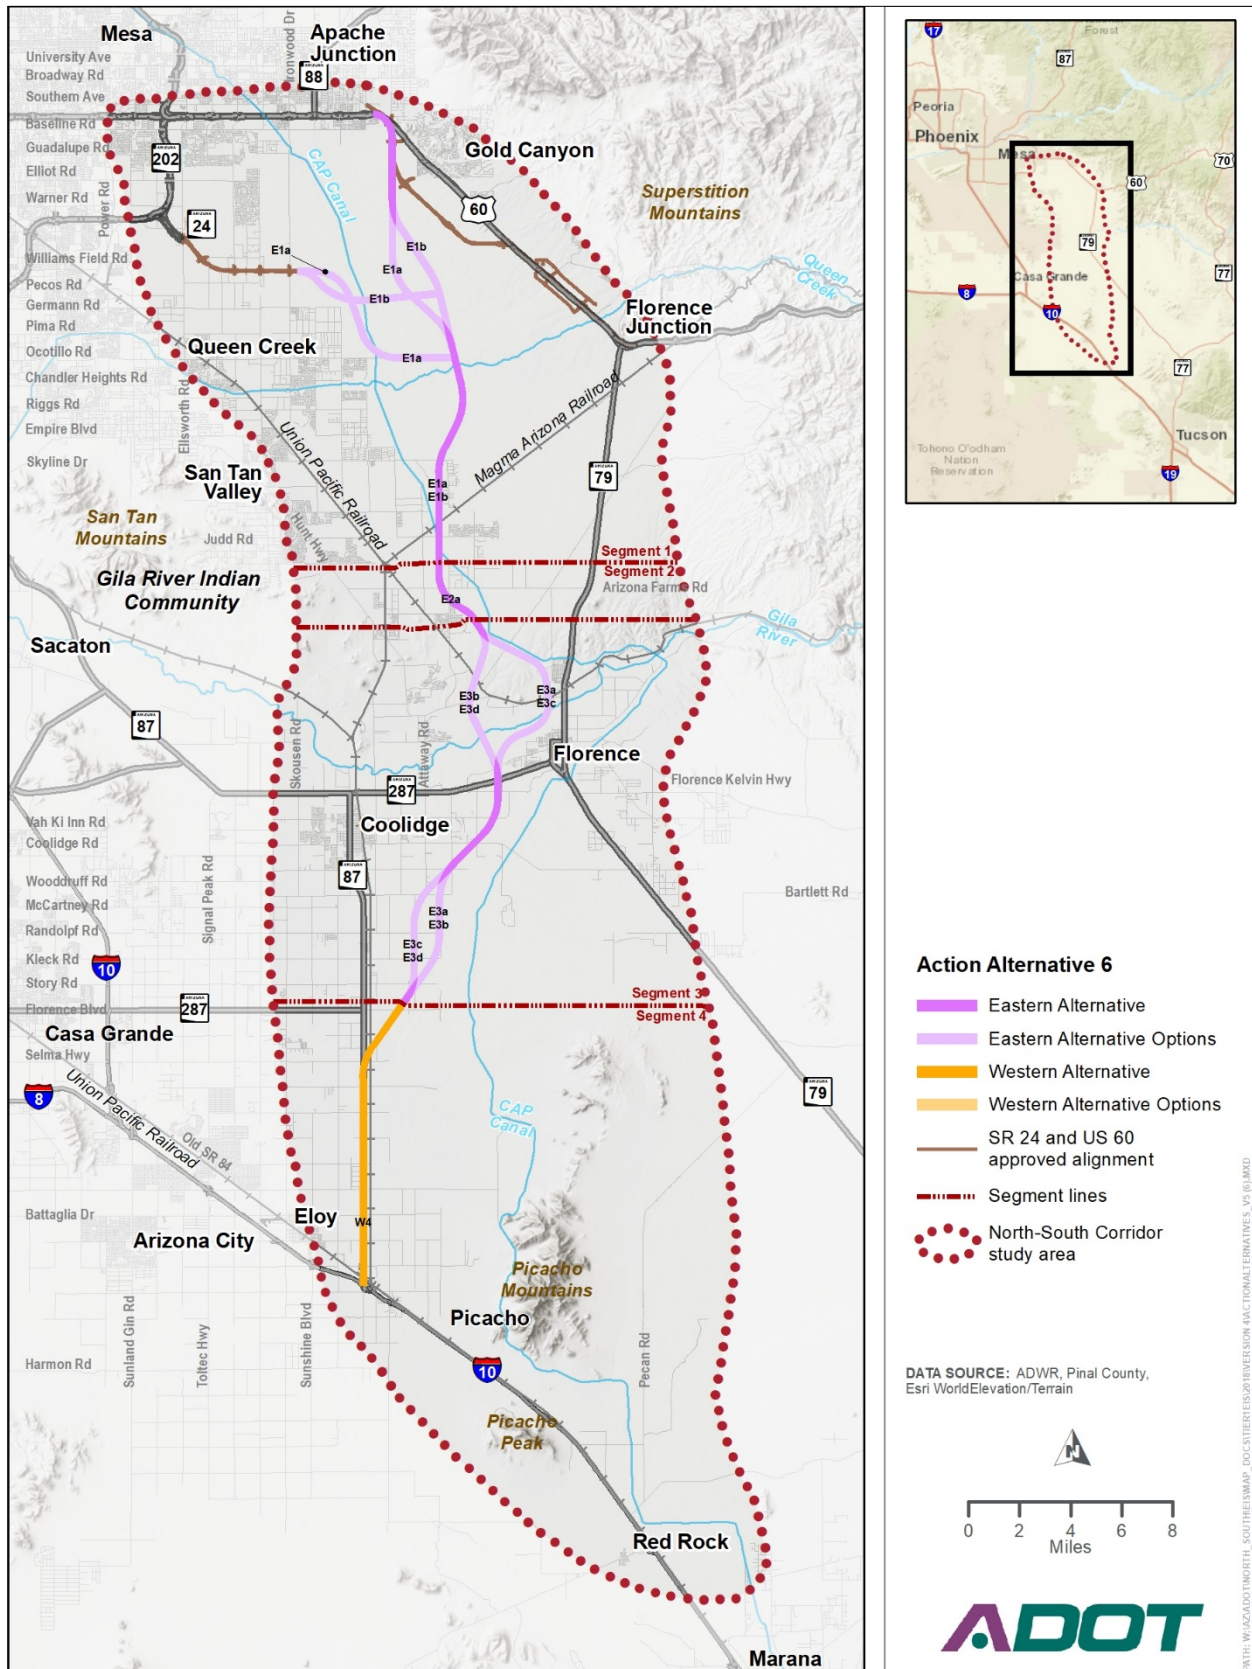 Mesa
Apache
Junction
Ironwood Dr
University Ave
Broadway Rd
Southern Ave
Baseline Rd
Guadalupe Rd
Elliot Rd
Warner Rd
Power Rd
Williams Field Rd
Pecos Rd
Germann Rd
Pima Rd
Ocotillo Rd
Chandler Heights Rd
Riggs Rd
Empire Blvd
Skyline Dr
ARIZONA
88
ARIZONA
202
ARIZONA
24
CAP Canal
Gold Canyon
60
Superstition
Mountains
E1a
E1b
E1a
E1b
E1a
Queen
Creek
Florence
Junction
Queen Creek
Ellsworth Rd
Union Pacific Railroad
Magma Arizona Railroad
San Tan
Valley
E1a
E1b
ARIZONA
79
San Tan
Mountains
Judd Rd
Hunt Hwy
Gila River Indian
Community
Segment 1
Segment 2
Arizona Farms Rd
E2a
Gila
River
Sacaton
E3b
E3d
E3a
E3c
ARIZONA
87
Skousen Rd
Attaway Rd
Florence
Florence Kelvin Hwy
ARIZONA
287
Vah Ki Inn Rd
Coolidge Rd
Coolidge
Wooddruff Rd
McCartney Rd
Randolpf Rd
Kleck Rd
Story Rd
Florence Blvd
Signal Peak Rd
ARIZONA
87
Bartlett Rd
E3a
E3b
E3c
E3d
10
ARIZONA
287
Segment 3
Segment 4
Casa Grande
Selma Hwy
8
Union Pacific Railroad
Old SR 84
CAP
Canal
ARIZONA
79
Battaglia Dr
Eloy
W4
Arizona City
Picacho
Mountains
Picacho
Sunland Gin Rd
Toltec Hwy
Sunshine Blvd
Pecan Rd
Harmon Rd
10
Picacho
Peak
Red Rock
Marana
17
Forest
87
Peoria
Phoenix
Mesa
70
60
79
Casa Grande
8
10
77
77
Tohono O'odham
Nation
Reservation
Tucson
19
Action Alternative 6
Eastern Alternative
Eastern Alternative Options
Western Alternative
Western Alternative Options
SR 24 and US 60
approved alignment
Segment lines
North-South Corridor
study area
DATA SOURCE: ADWR, Pinal County,
Esri WorldElevation/Terrain
N
0 2 4 6 8
Miles
ADOT